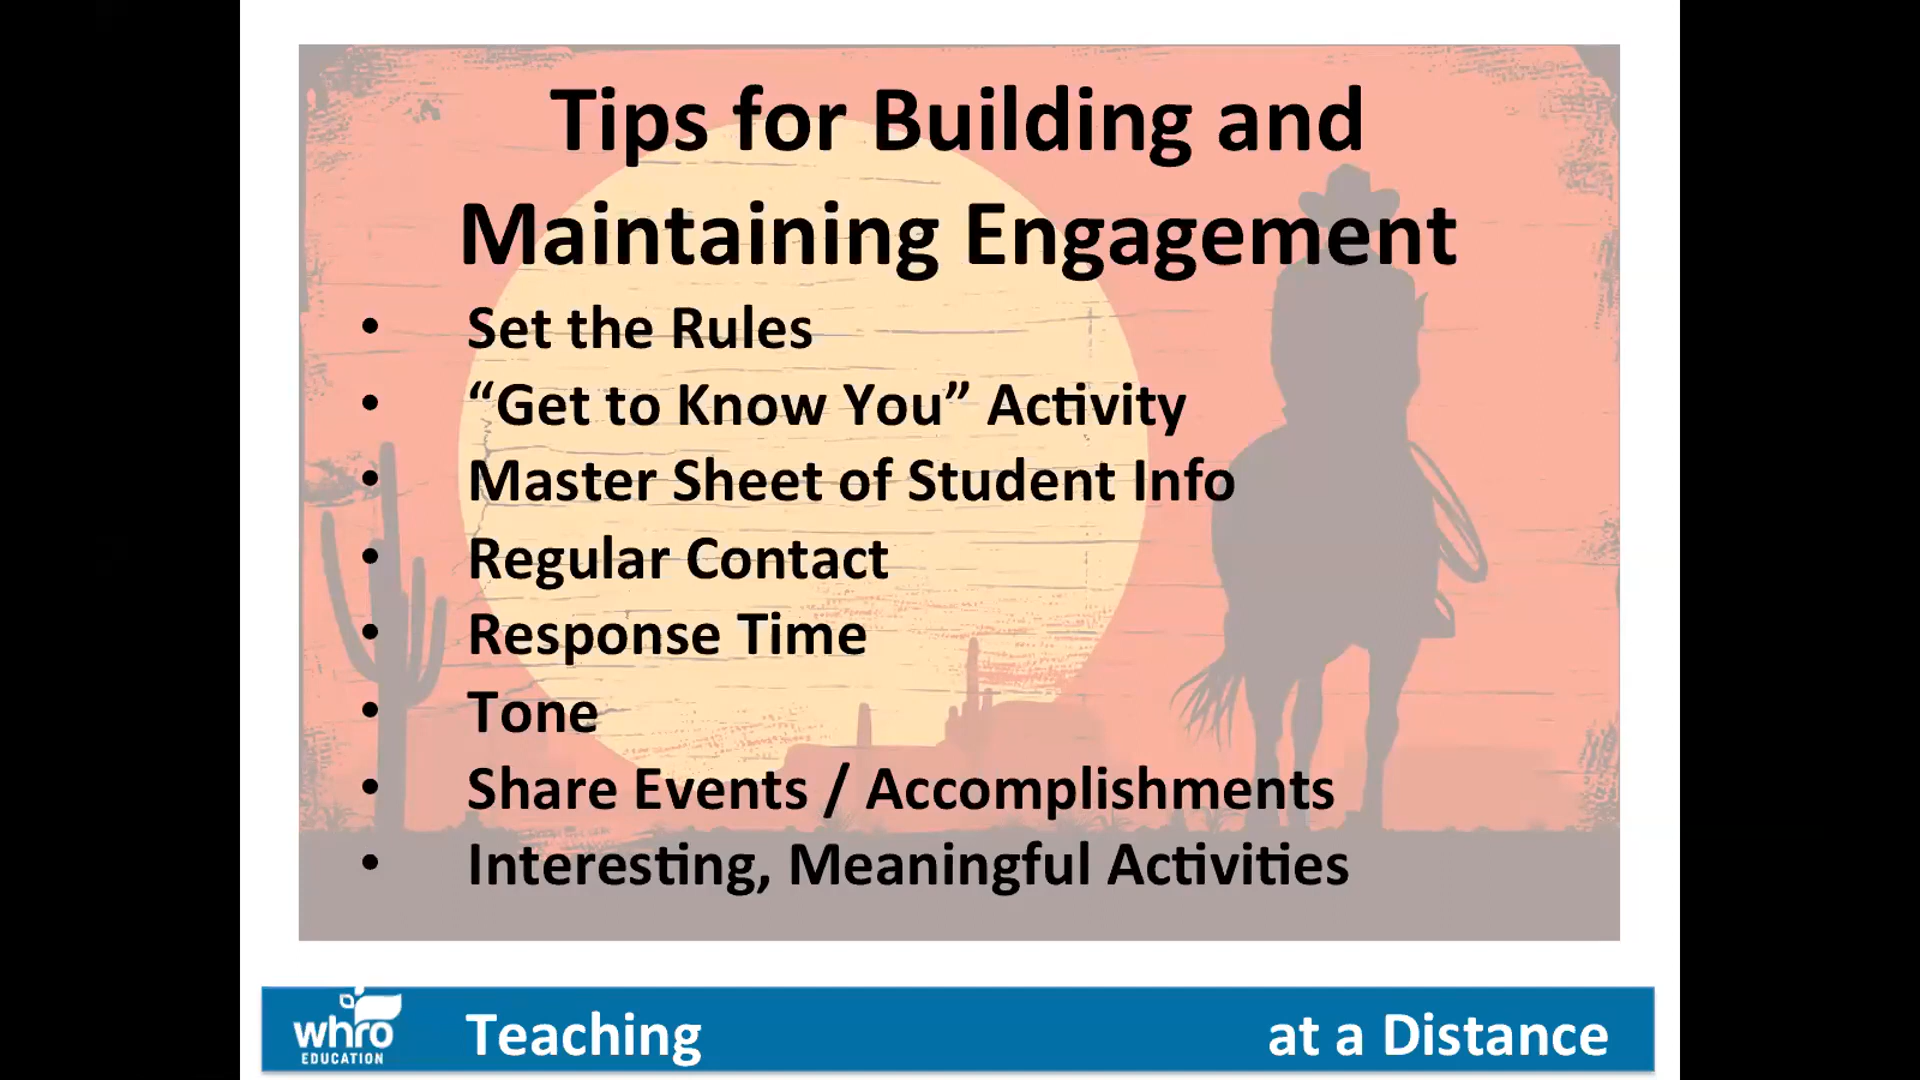 Tips for Building and
Maintaining Engagement
• Set the Rules
• “Get to Know You” Activity
• Master Sheet of Student Info
• Regular Contact
• Response Time
• Tone
• Share Events / Accomplishments
• Interesting, Meaningful Activities
whro
EDUCATION
Teaching at a Distance